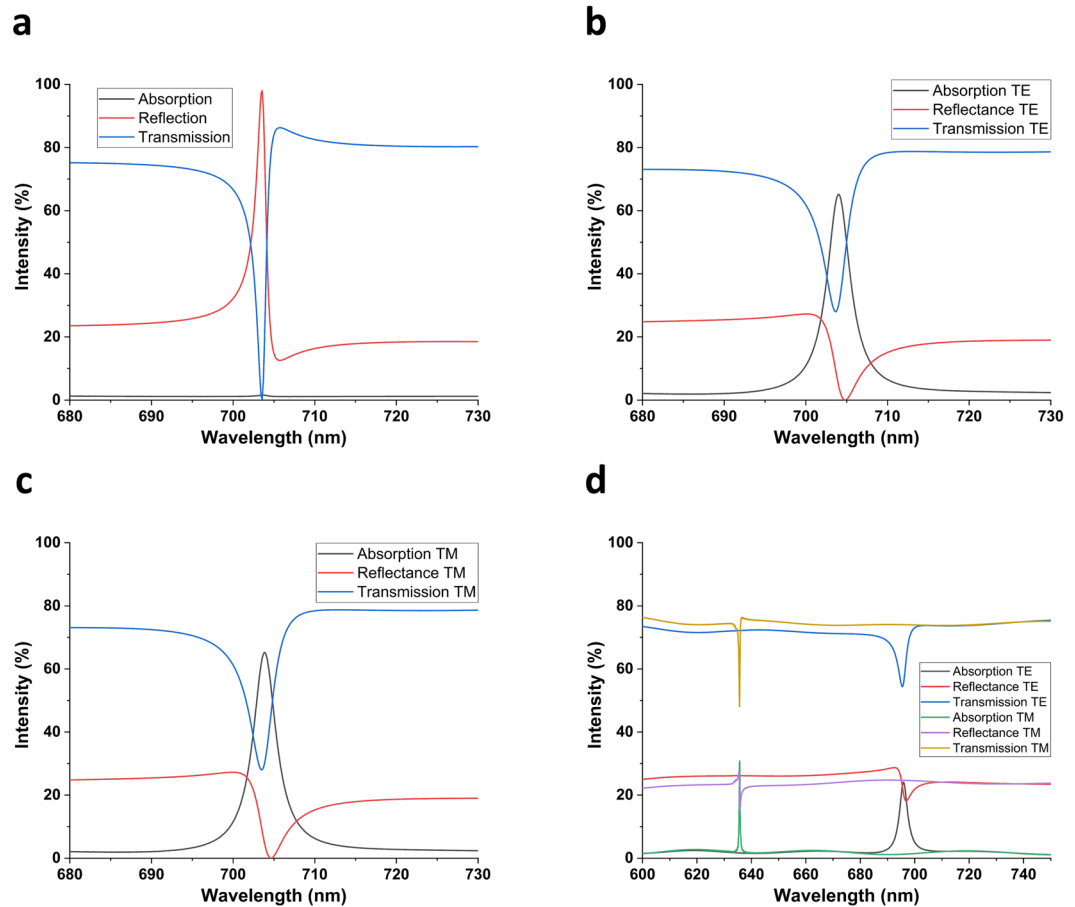 a
Absorption
Reflection
Transmission
Intensity (%)
100
80
60
40
20
0
680 690 700 710 720 730
Wavelength (nm)
b
Absorption TE
Reflectance TE
Transmission TE
Intensity (%)
100
80
60
40
20
0
680 690 700 710 720 730
Wavelength (nm)
c
Absorption TM
Reflectance TM
Transmission TM
Intensity (%)
100
80
60
40
20
0
680 690 700 710 720 730
Wavelength (nm)
d
Absorption TE
Reflectance TE
Transmission TE
Absorption TM
Reflectance TM
Transmission TM
Intensity (%)
100
80
60
40
20
0
600 620 640 660 680 700 720 740
Wavelength (nm)